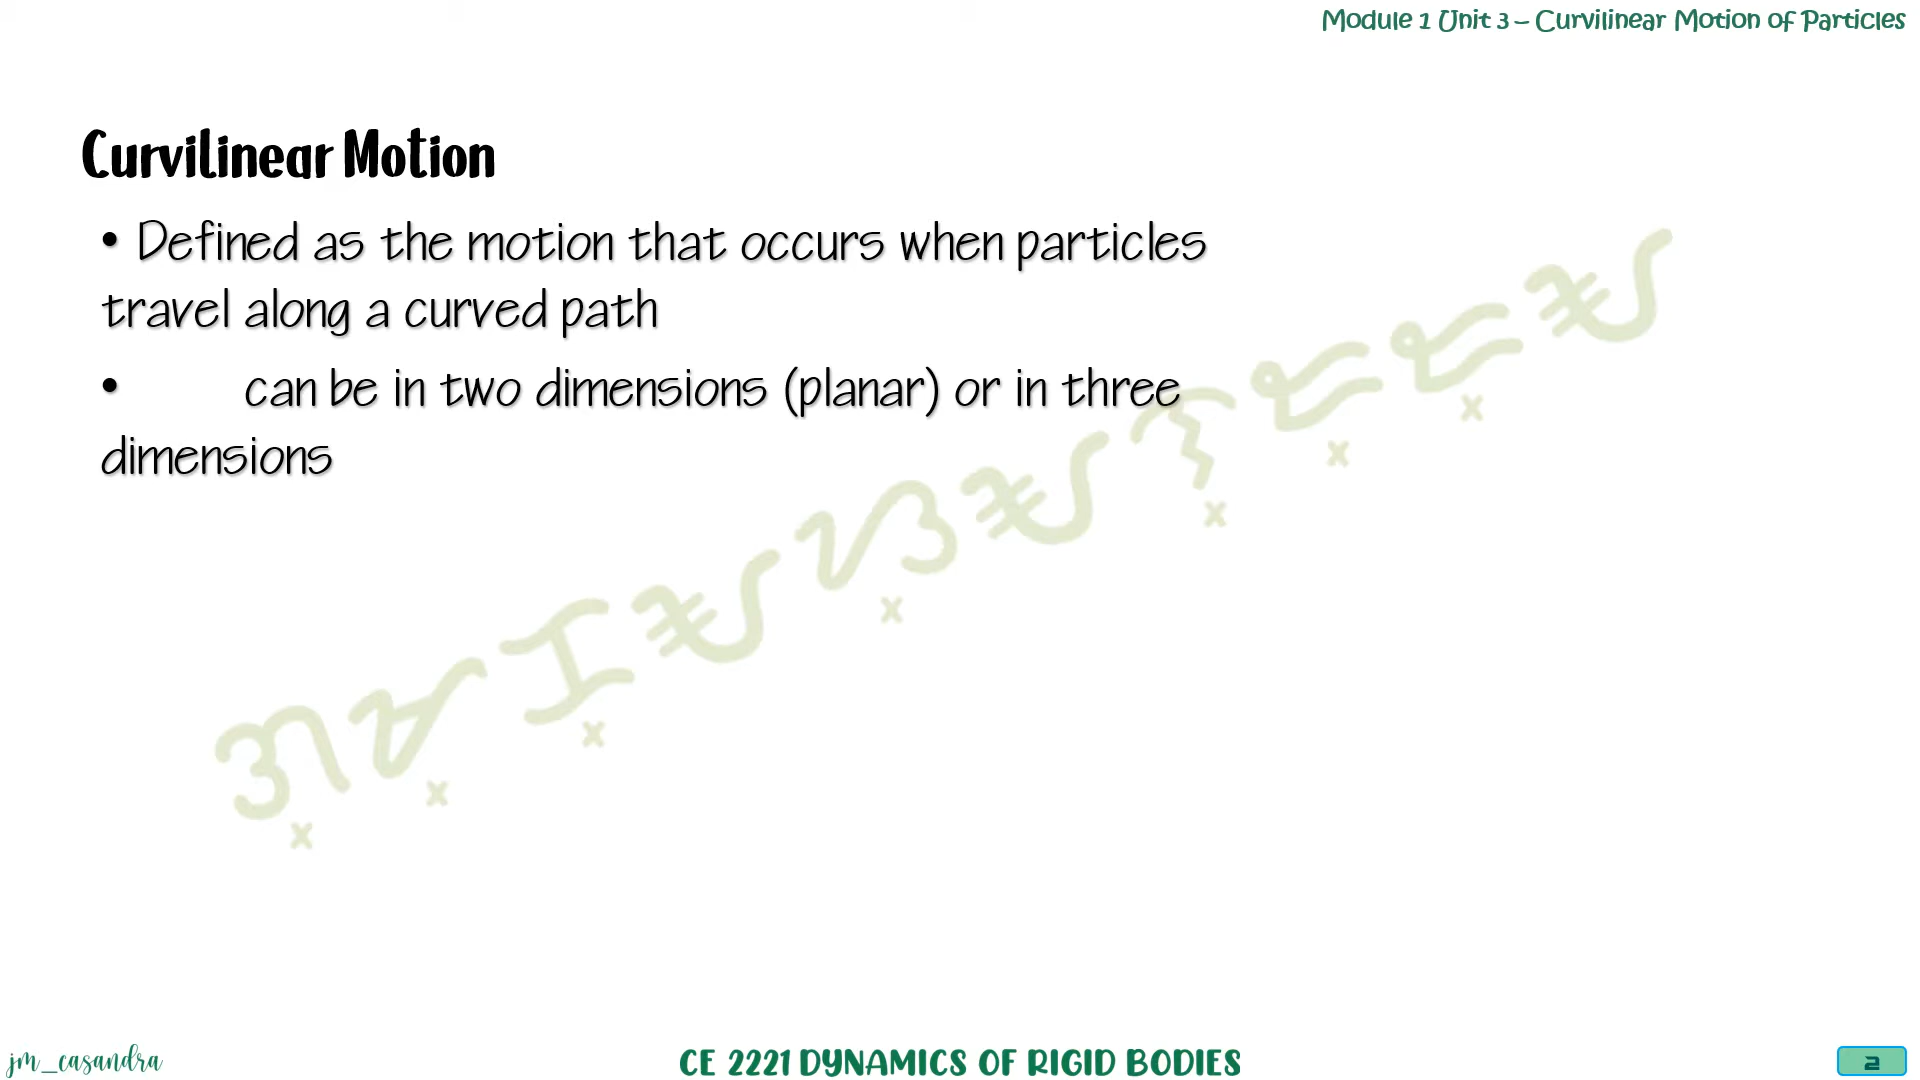 Module 1 Unit 3 – Curvilinear Motion of Particles
Curvilinear Motion
• Defined as the motion that occurs when particles
travel along a curved path
• can be in two dimensions (planar) or in three
dimensions
jm_casandra
CE 2221 DYNAMICS OF RIGID BODIES
2